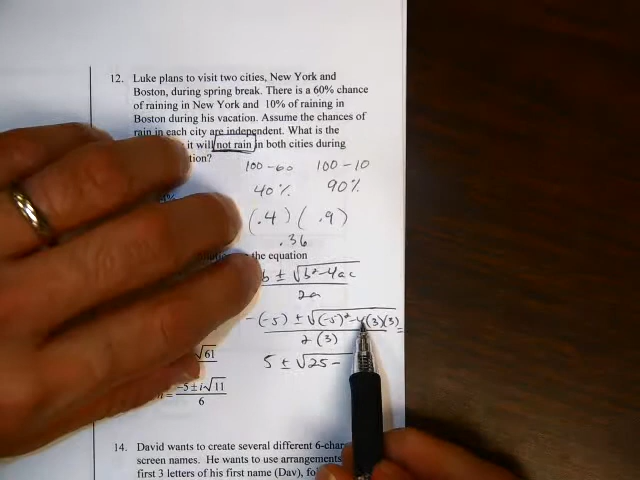 12. Luke plans to visit two cities, New York and
Boston, during spring break. There is a 60% chance
of raining in New York and 10% of raining in
Boston during his vacation. Assume the chances of
rain in each city are independent. What is the
it will not rain in both cities during
tion?
100-60 100-10
40% 90%
(.4)(.9)
.36
the equation
b ± √b²-4ac
2a
-(-5) ± √(-5)²-4(3)(3) =
2(3)
5 ± √25 -
√61
-5 ± i√11
6
14. David wants to create several different 6-char
screen names. He wants to use arrangements
first 3 letters of his first name (Dav), fo